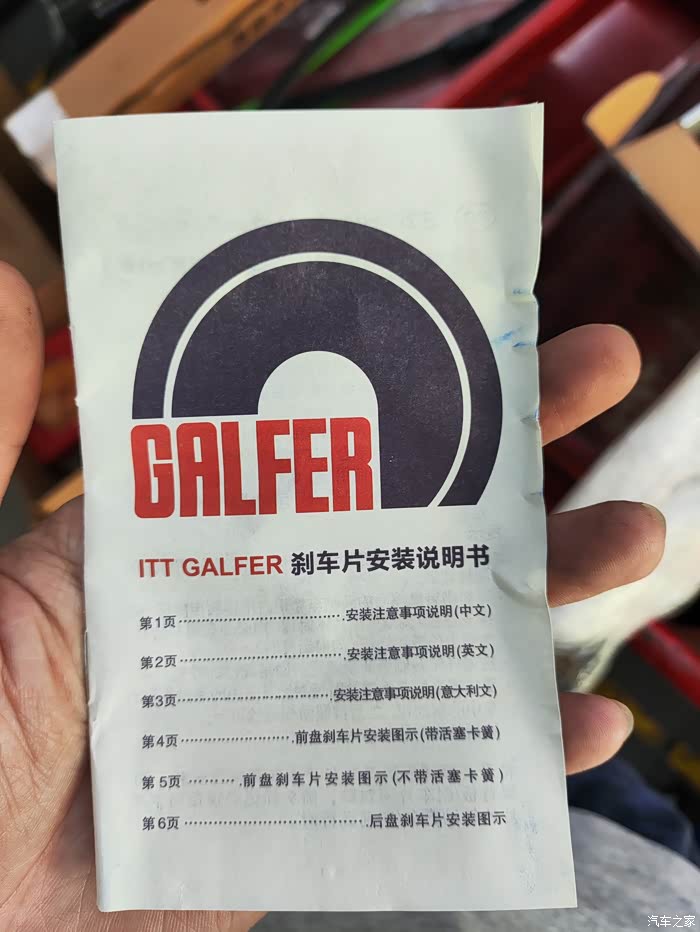 GALFER
ITT GALFER 刹车片安装说明书
第1页……………………………….安装注意事项说明(中文)
第2页……………………………….安装注意事项说明(英文)
第3页…………………………….安装注意事项说明(意大利文)
第4页…………………….前盘刹车片安装图示(带活塞卡簧)
第5页 ……….前盘刹车片安装图示(不带活塞卡簧)
第6页………………………………….后盘刹车片安装图示
汽车之家